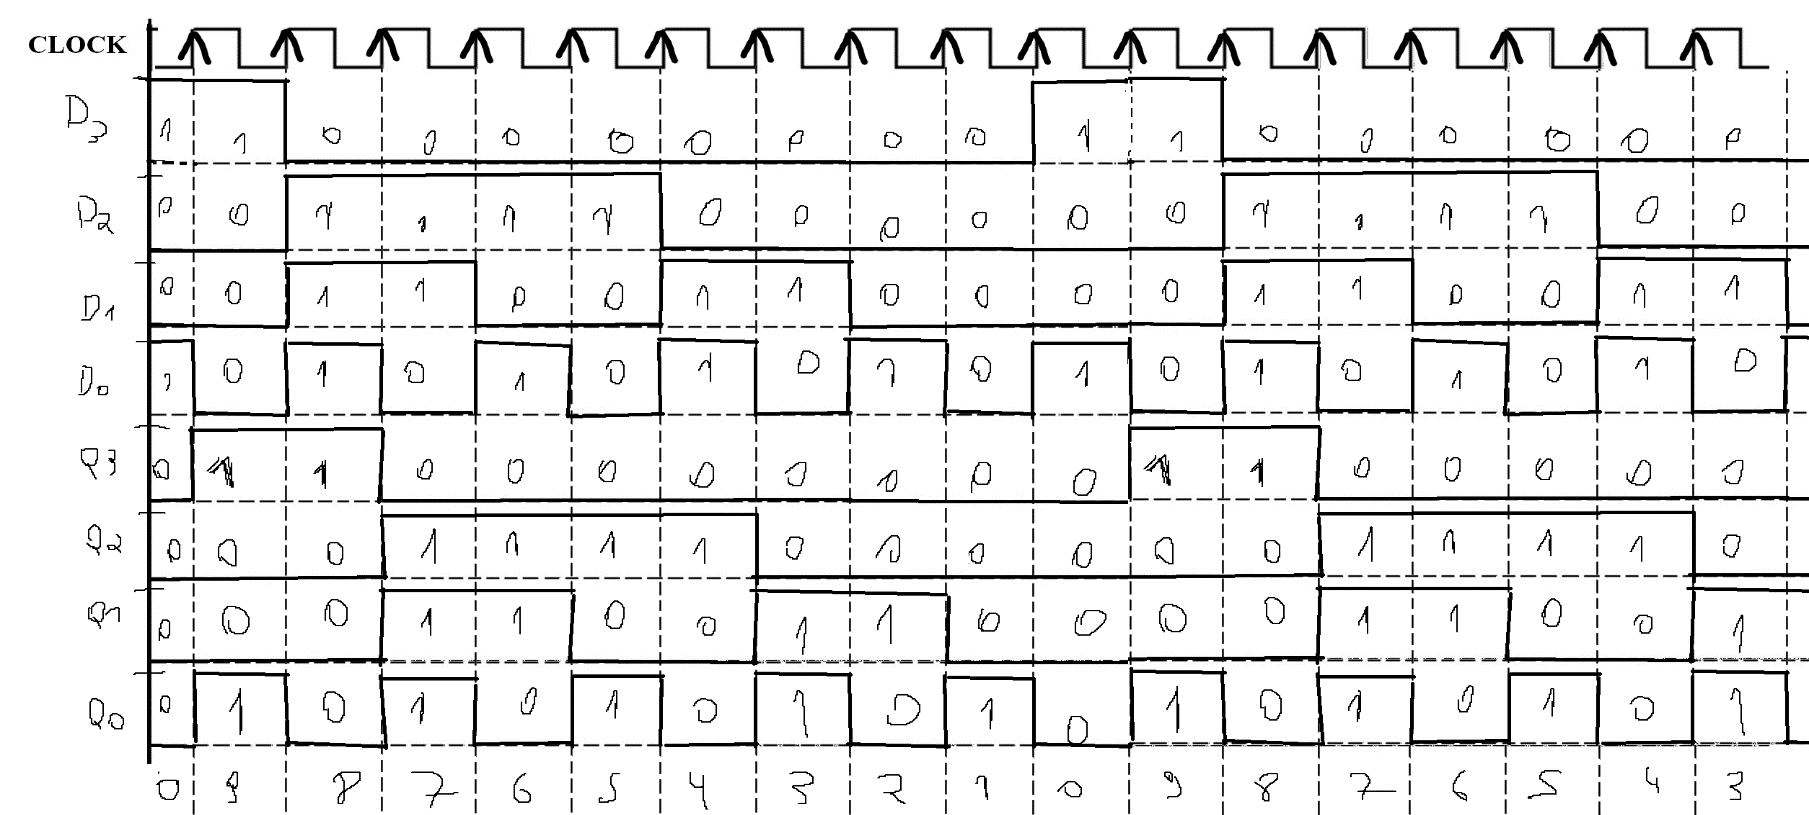 CLOCK
D3 1 1 0 0 0 0 0 0 0 0 1 1 0 0 0 0 0 0
D2 0 0 1 1 1 1 0 0 0 0 0 0 1 1 1 1 0 0
D1 0 0 1 1 0 0 1 1 0 0 0 0 1 1 0 0 1 1
D0 1 0 1 0 1 0 1 0 1 0 1 0 1 0 1 0 1 0
Q3 0 1 1 0 0 0 0 0 0 0 0 1 1 0 0 0 0 0
Q2 0 0 0 1 1 1 1 0 0 0 0 0 0 1 1 1 1 0
Q1 0 0 0 1 1 0 0 1 1 0 0 0 0 1 1 0 0 1
Q0 0 1 0 1 0 1 0 1 0 1 0 1 0 1 0 1 0 1
0 9 8 7 6 5 4 3 2 1 0 9 8 7 6 5 4 3